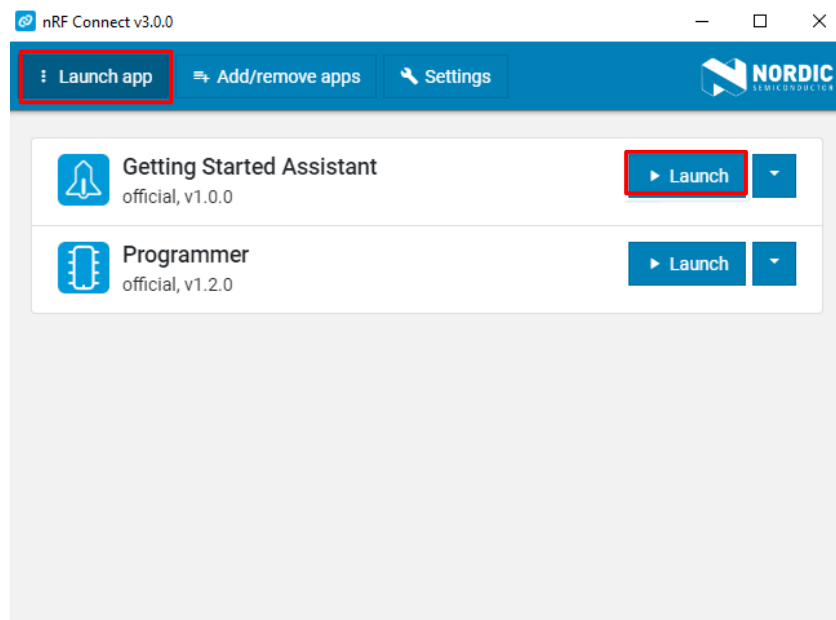 nRF Connect v3.0.0
Launch app Add/remove apps Settings NORDIC
SEMICONDUCTOR
Getting Started Assistant
official, v1.0.0
Launch
Programmer
official, v1.2.0
Launch